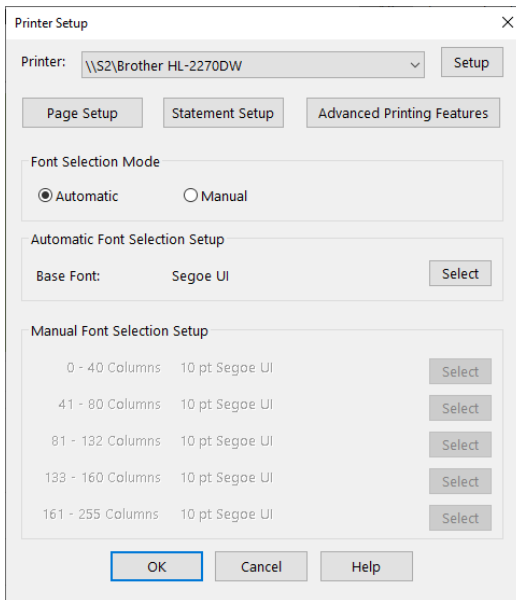 Printer Setup
Printer: \\S2\Brother HL-2270DW Setup
Page Setup Statement Setup Advanced Printing Features
Font Selection Mode
Automatic Manual
Automatic Font Selection Setup
Base Font: Segoe UI Select
Manual Font Selection Setup
0 - 40 Columns 10 pt Segoe UI Select
41 - 80 Columns 10 pt Segoe UI Select
81 - 132 Columns 10 pt Segoe UI Select
133 - 160 Columns 10 pt Segoe UI Select
161 - 255 Columns 10 pt Segoe UI Select
OK Cancel Help